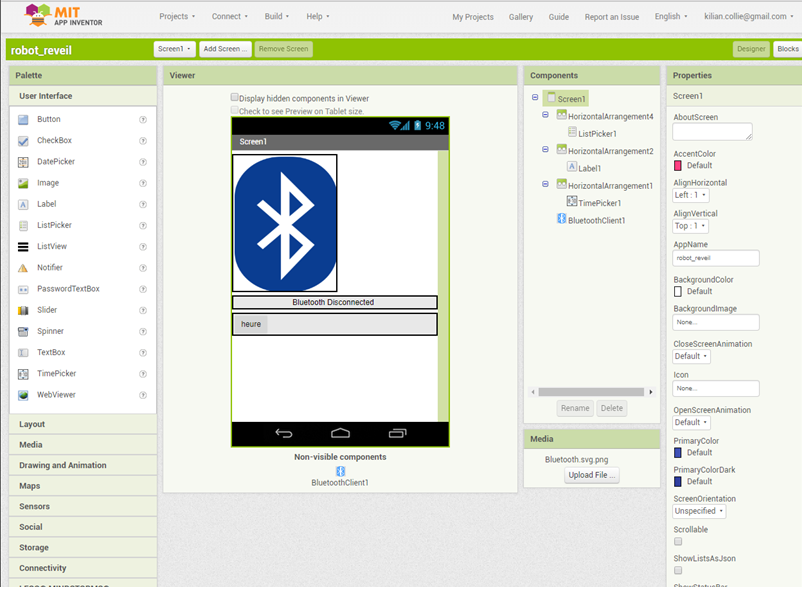 MIT
APP INVENTOR
Projects Connect Build Help
My Projects Gallery Guide Report an Issue English kilian.collie@gmail.com
robot_reveil
Screen1 Add Screen ... Remove Screen
Designer Blocks
Palette
User Interface
Button
CheckBox
DatePicker
Image
Label
ListPicker
ListView
Notifier
PasswordTextBox
Slider
Spinner
TextBox
TimePicker
WebViewer
Layout
Media
Drawing and Animation
Maps
Sensors
Social
Storage
Connectivity
Viewer
Display hidden components in Viewer
Check to see Preview on Tablet size.
9:48
Screen1
Bluetooth Disconnected
heure
Non-visible components
BluetoothClient1
Components
Screen1
HorizontalArrangement4
ListPicker1
HorizontalArrangement2
Label1
HorizontalArrangement1
TimePicker1
BluetoothClient1
Rename Delete
Media
Bluetooth.svg.png
Upload File ...
Properties
Screen1
AboutScreen
AccentColor
Default
AlignHorizontal
Left : 1
AlignVertical
Top : 1
AppName
robot_reveil
BackgroundColor
Default
BackgroundImage
None...
CloseScreenAnimation
Default
Icon
None...
OpenScreenAnimation
Default
PrimaryColor
Default
PrimaryColorDark
Default
ScreenOrientation
Unspecified
Scrollable
ShowListsAsJson